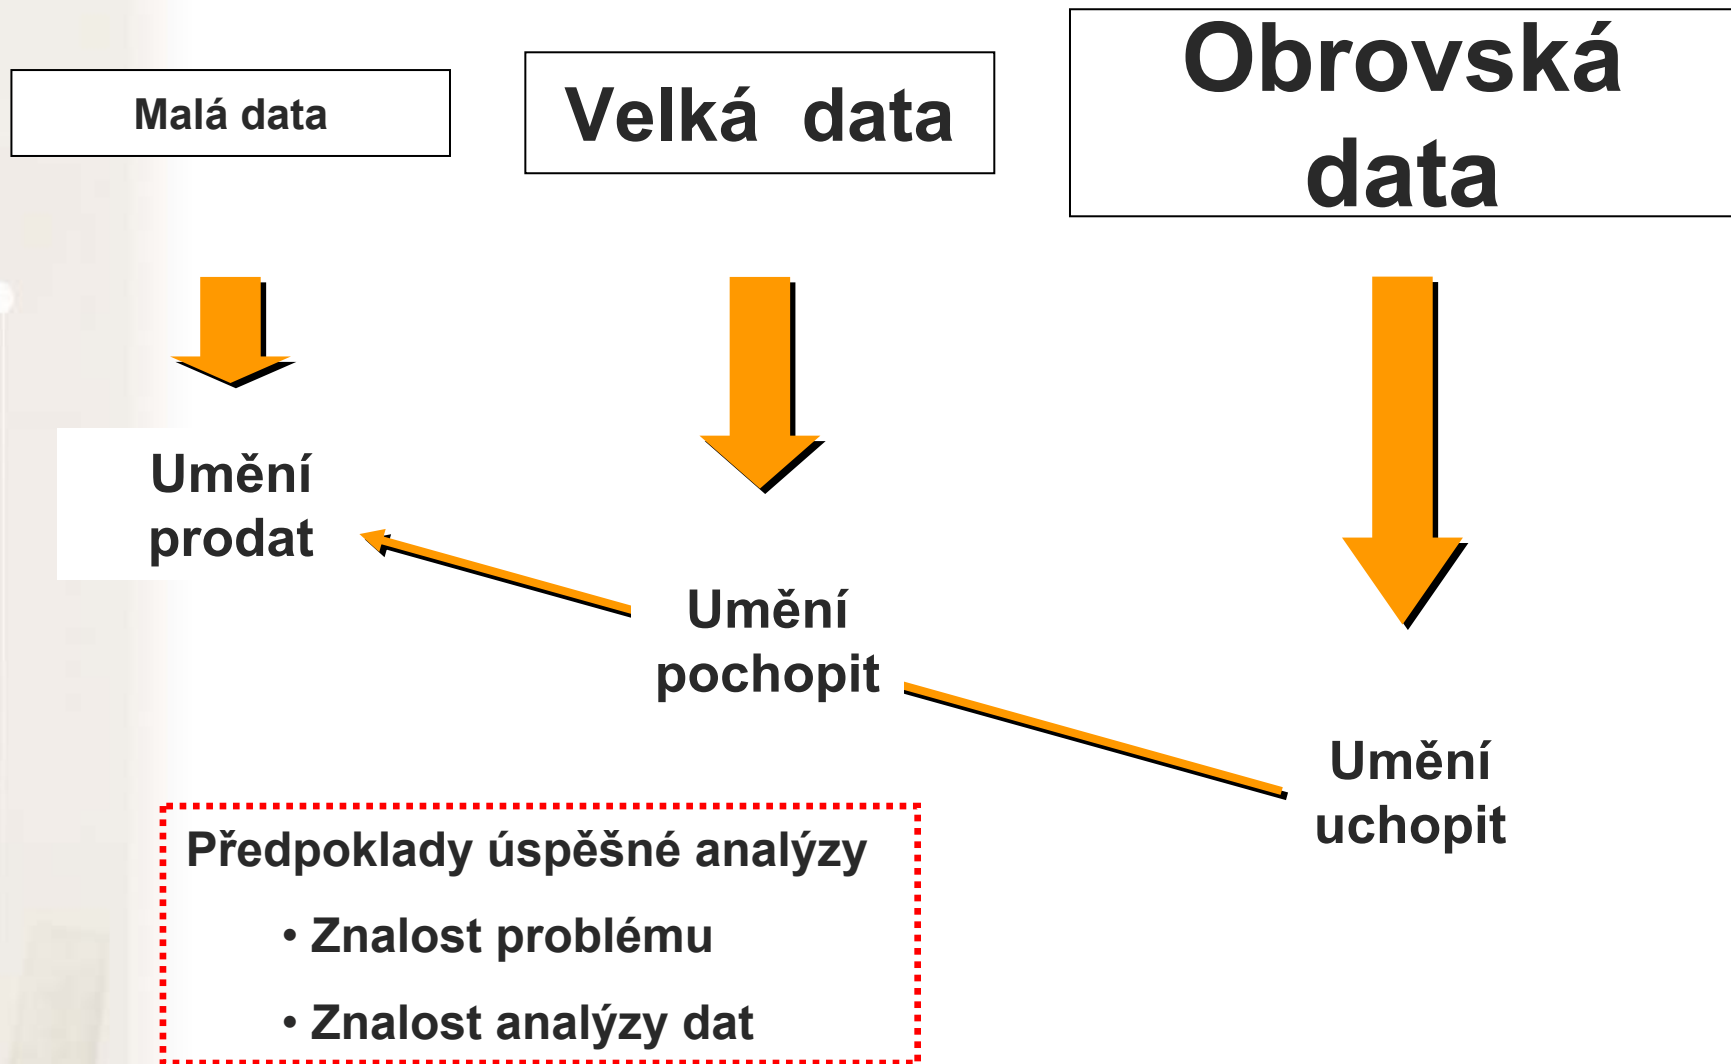 Malá data
Velká data
Obrovská
data
Umění
prodat
Umění
pochopit
Umění
uchopit
Předpoklady úspěšné analýzy
• Znalost problému
• Znalost analýzy dat